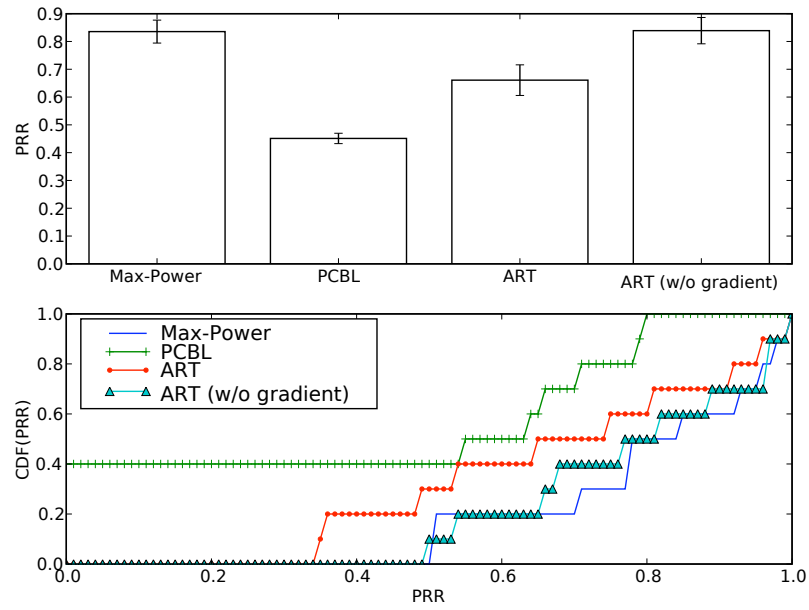 0.9
0.8
0.7
0.6
0.5
0.4
0.3
0.2
0.1
0.0
PRR
Max-Power PCBL ART ART (w/o gradient)
1.0
0.8
0.6
0.4
0.2
0.0
CDF(PRR)
Max-Power
PCBL
ART
ART (w/o gradient)
0.0 0.2 0.4 0.6 0.8 1.0
PRR